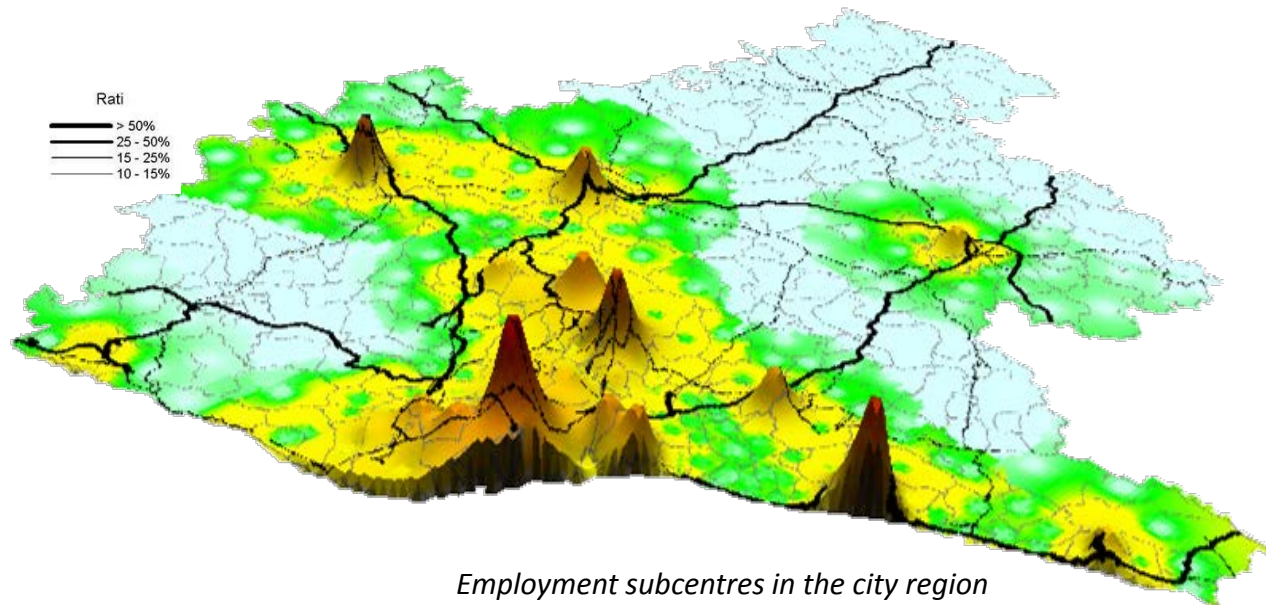 Rati
> 50%
25 - 50%
15 - 25%
10 - 15%
Employment subcentres in the city region